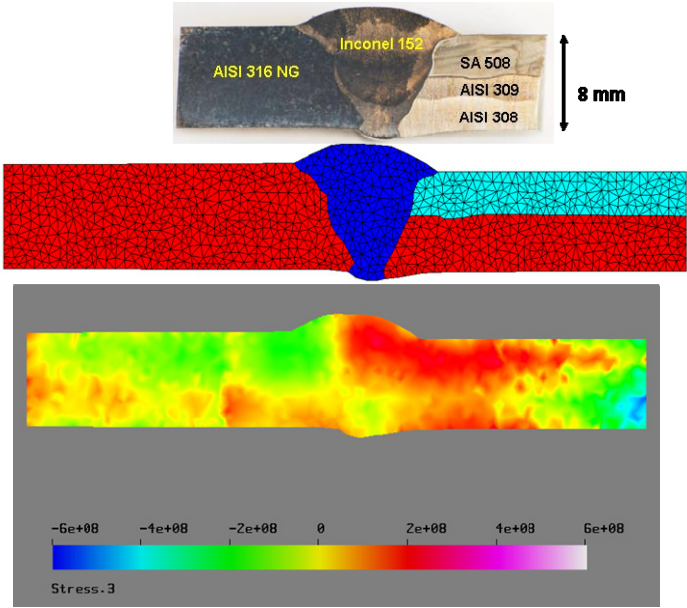 Inconel 152
AISI 316 NG
SA 508
AISI 309
AISI 308
8 mm
-6e+08 -4e+08 -2e+08 0 2e+08 4e+08 6e+08
Stress.3